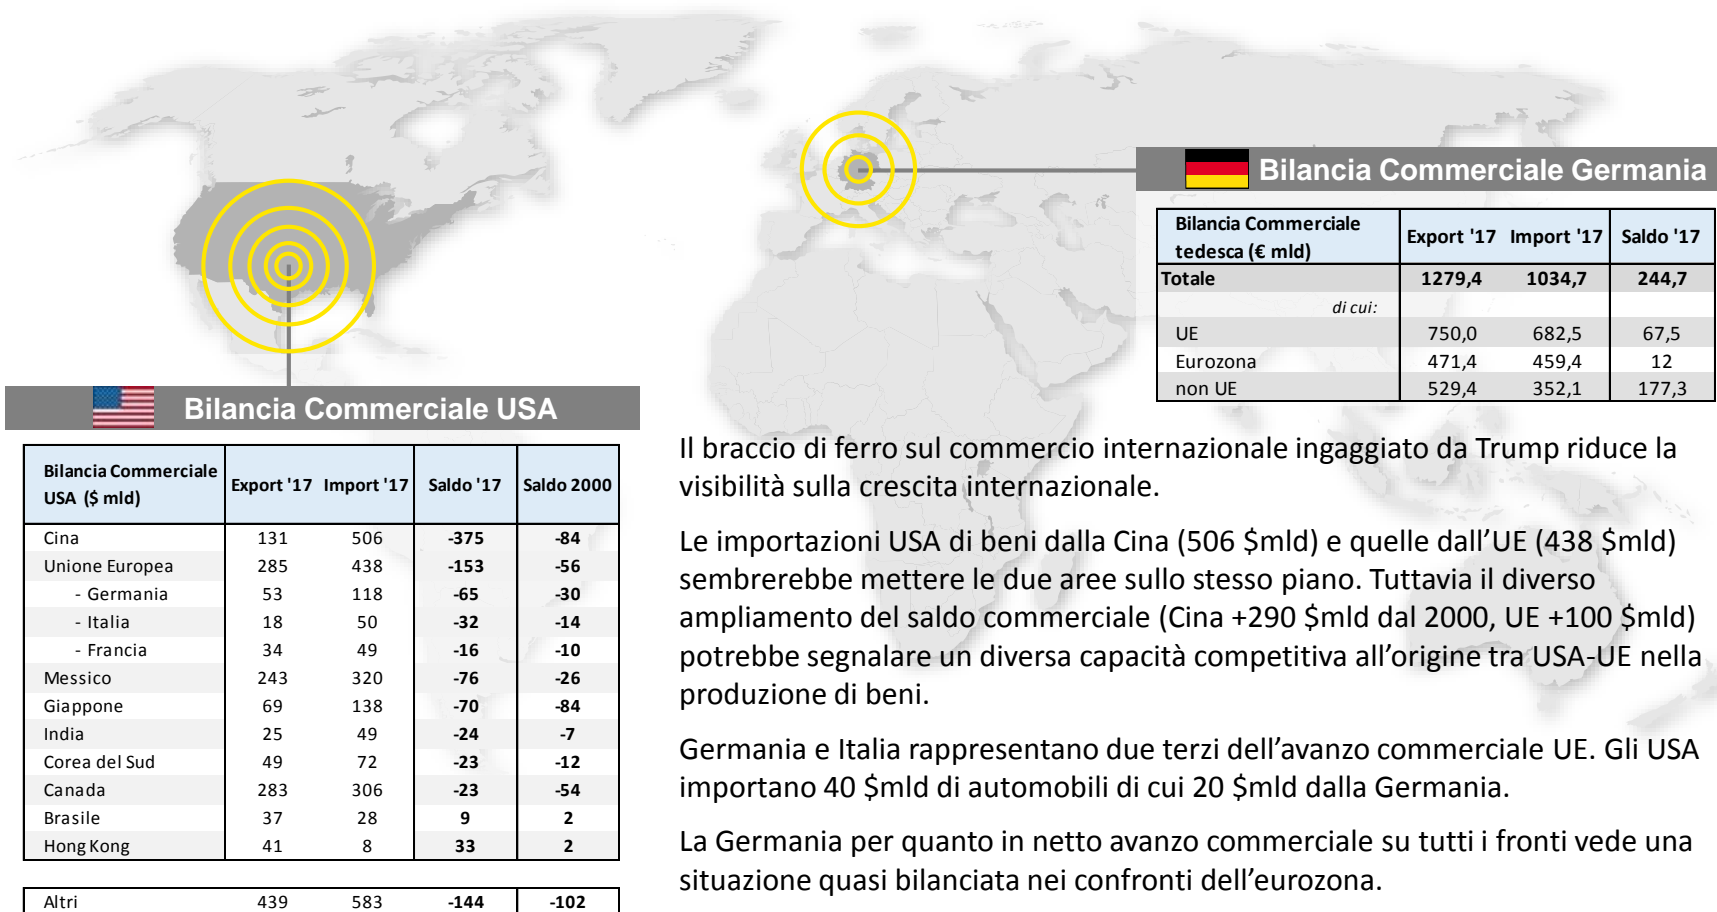 Bilancia Commerciale Germania
Bilancia Commerciale tedesca (€ mld) Export '17 Import '17 Saldo '17
Totale 1279,4 1034,7 244,7
di cui:
UE 750,0 682,5 67,5
Eurozona 471,4 459,4 12
non UE 529,4 352,1 177,3
Bilancia Commerciale USA
Bilancia Commerciale USA ($ mld) Export '17 Import '17 Saldo '17 Saldo 2000
Cina 131 506 -375 -84
Unione Europea 285 438 -153 -56
- Germania 53 118 -65 -30
- Italia 18 50 -32 -14
- Francia 34 49 -16 -10
Messico 243 320 -76 -26
Giappone 69 138 -70 -84
India 25 49 -24 -7
Corea del Sud 49 72 -23 -12
Canada 283 306 -23 -54
Brasile 37 28 9 2
Hong Kong 41 8 33 2
Altri 439 583 -144 -102
Il braccio di ferro sul commercio internazionale ingaggiato da Trump riduce la
visibilità sulla crescita internazionale.
Le importazioni USA di beni dalla Cina (506 $mld) e quelle dall’UE (438 $mld)
sembrerebbe mettere le due aree sullo stesso piano. Tuttavia il diverso
ampliamento del saldo commerciale (Cina +290 $mld dal 2000, UE +100 $mld)
potrebbe segnalare un diversa capacità competitiva all’origine tra USA-UE nella
produzione di beni.
Germania e Italia rappresentano due terzi dell’avanzo commerciale UE. Gli USA
importano 40 $mld di automobili di cui 20 $mld dalla Germania.
La Germania per quanto in netto avanzo commerciale su tutti i fronti vede una
situazione quasi bilanciata nei confronti dell’eurozona.